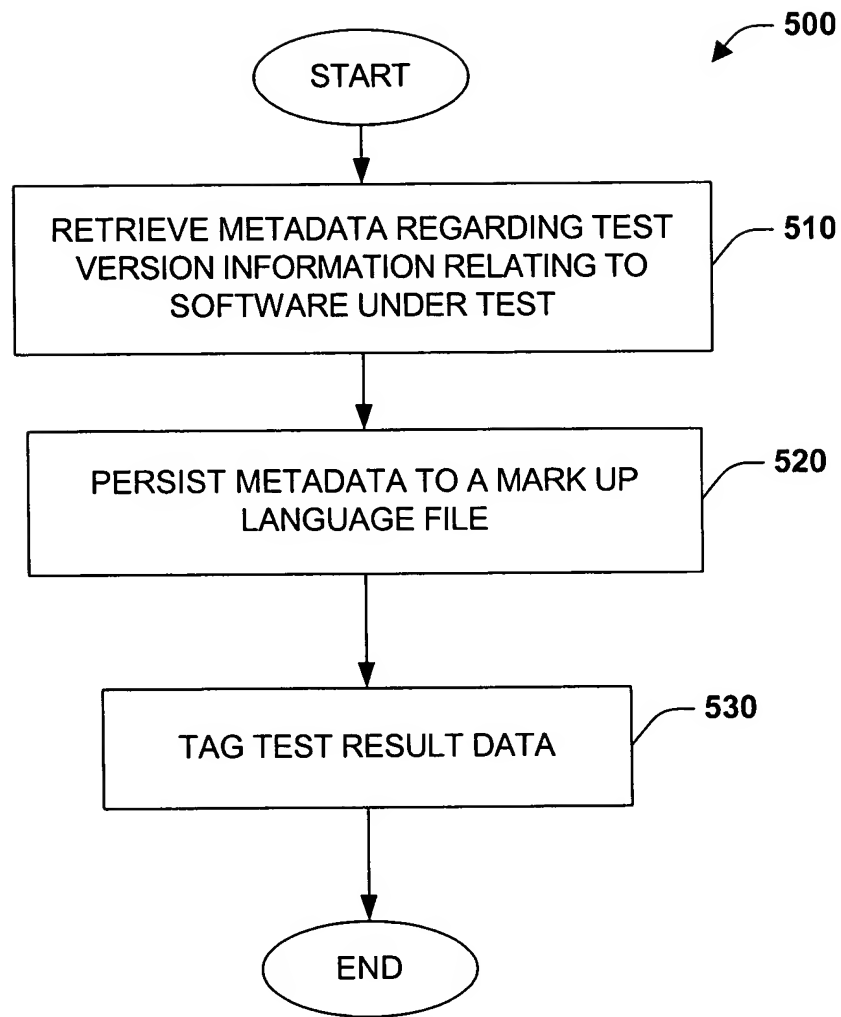 500
START
RETRIEVE METADATA REGARDING TEST
VERSION INFORMATION RELATING TO
SOFTWARE UNDER TEST
510
PERSIST METADATA TO A MARK UP
LANGUAGE FILE
520
TAG TEST RESULT DATA
530
END